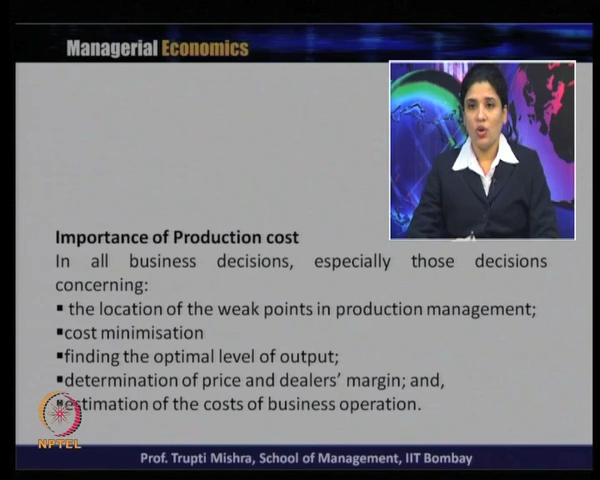 Managerial Economics
Importance of Production cost
In all business decisions, especially those decisions
concerning:
▪ the location of the weak points in production management;
▪cost minimisation
▪finding the optimal level of output;
▪determination of price and dealers' margin; and,
▪estimation of the costs of business operation.
NPTEL
Prof. Trupti Mishra, School of Management, IIT Bombay